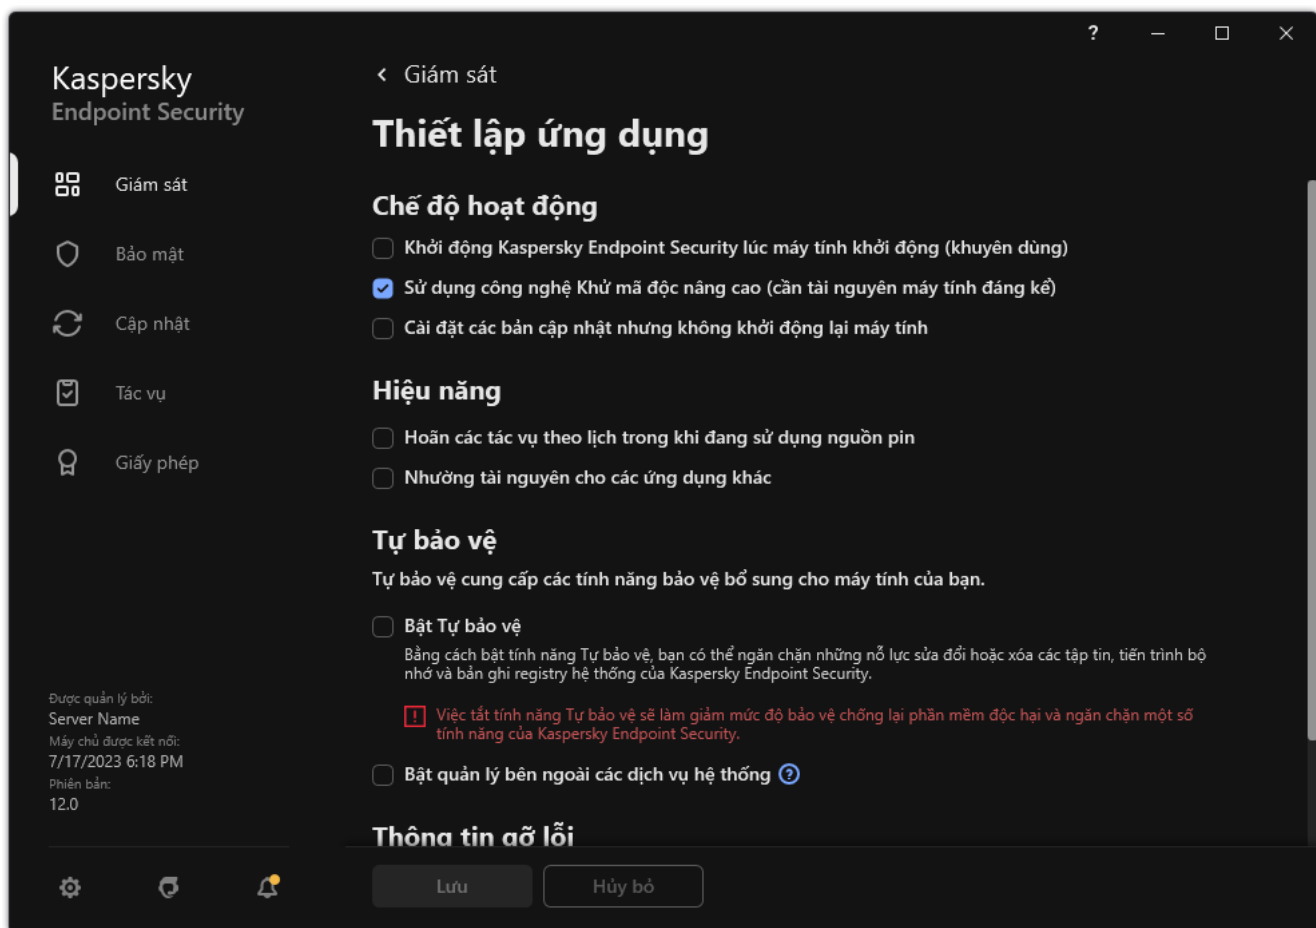 ?
Kaspersky
Endpoint Security
Giám sát
Bảo mật
Cập nhật
Tác vụ
Giấy phép
Được quản lý bởi:
Server Name
Máy chủ được kết nối:
7/17/2023 6:18 PM
Phiên bản:
12.0
Giám sát
Thiết lập ứng dụng
Chế độ hoạt động
Khởi động Kaspersky Endpoint Security lúc máy tính khởi động (khuyên dùng)
Sử dụng công nghệ Khử mã độc nâng cao (cần tài nguyên máy tính đáng kể)
Cài đặt các bản cập nhật nhưng không khởi động lại máy tính
Hiệu năng
Hoãn các tác vụ theo lịch trong khi đang sử dụng nguồn pin
Nhường tài nguyên cho các ứng dụng khác
Tự bảo vệ
Tự bảo vệ cung cấp các tính năng bảo vệ bổ sung cho máy tính của bạn.
Bật Tự bảo vệ
Bằng cách bật tính năng Tự bảo vệ, bạn có thể ngăn chặn những nỗ lực sửa đổi hoặc xóa các tập tin, tiến trình bộ
nhớ và bản ghi registry hệ thống của Kaspersky Endpoint Security.
Việc tắt tính năng Tự bảo vệ sẽ làm giảm mức độ bảo vệ chống lại phần mềm độc hại và ngăn chặn một số
tính năng của Kaspersky Endpoint Security.
Bật quản lý bên ngoài các dịch vụ hệ thống ?
Thông tin gỡ lỗi
Lưu
Hủy bỏ